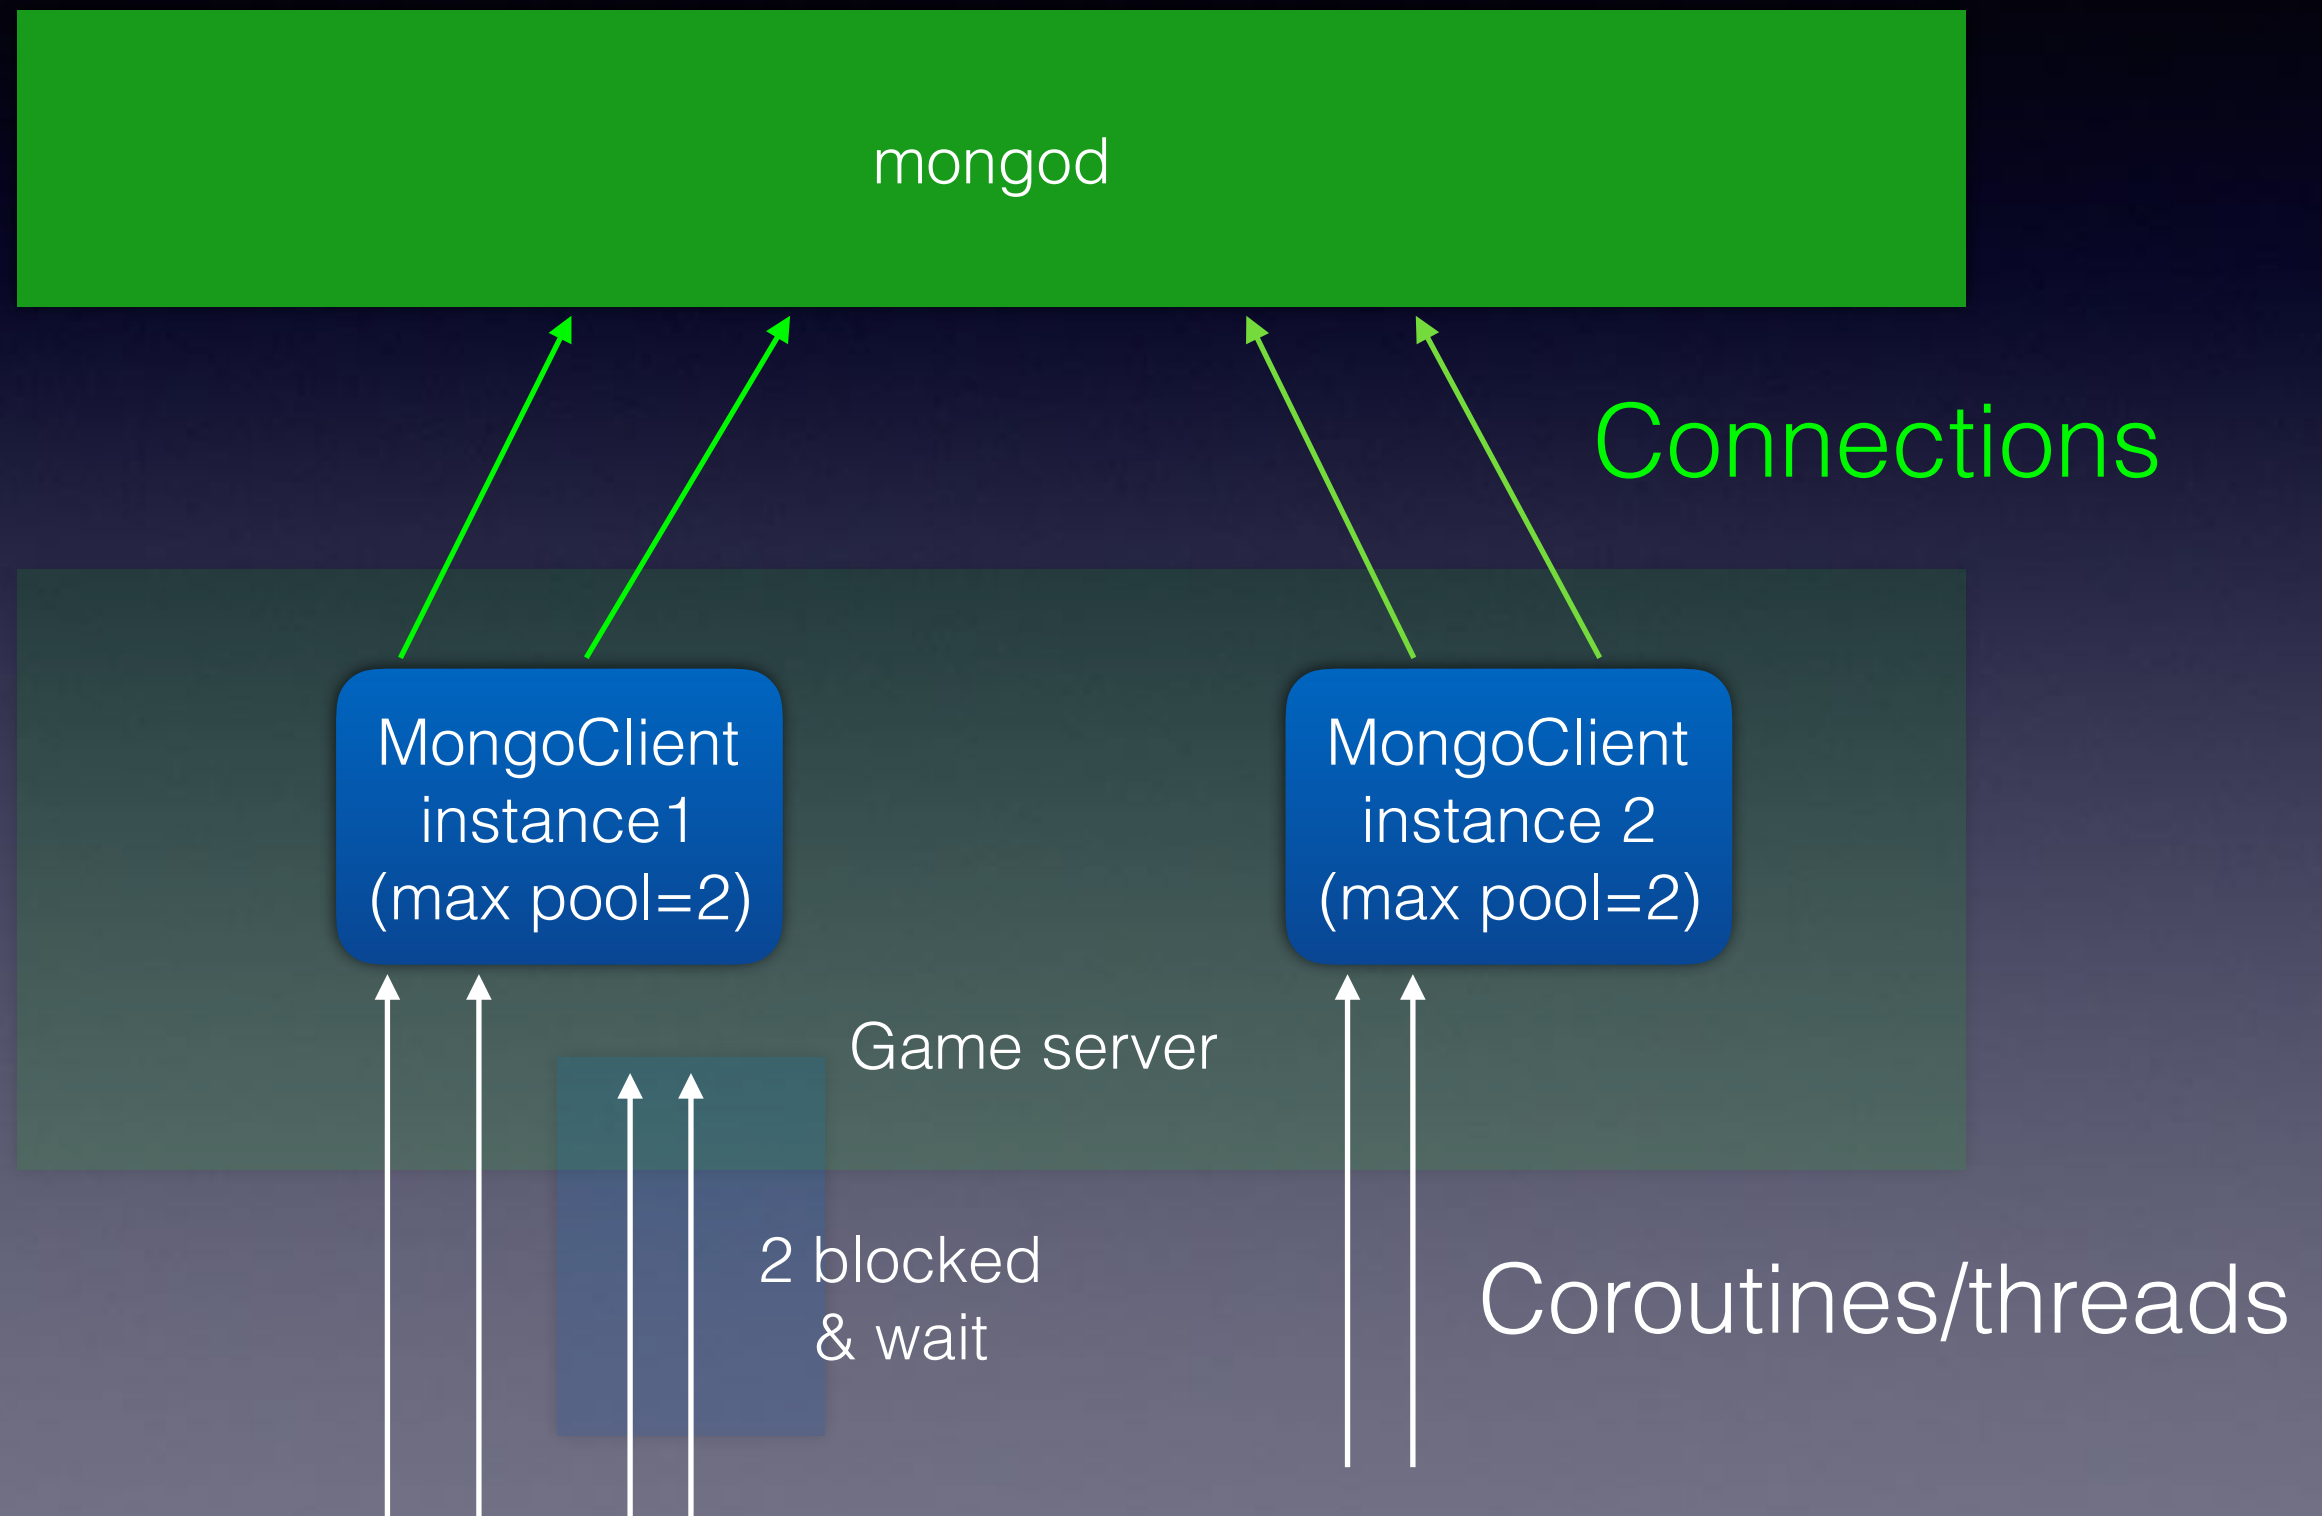 mongod
Connections
MongoClient
instance1
(max pool=2)
MongoClient
instance 2
(max pool=2)
Game server
2 blocked
& wait
Coroutines/threads